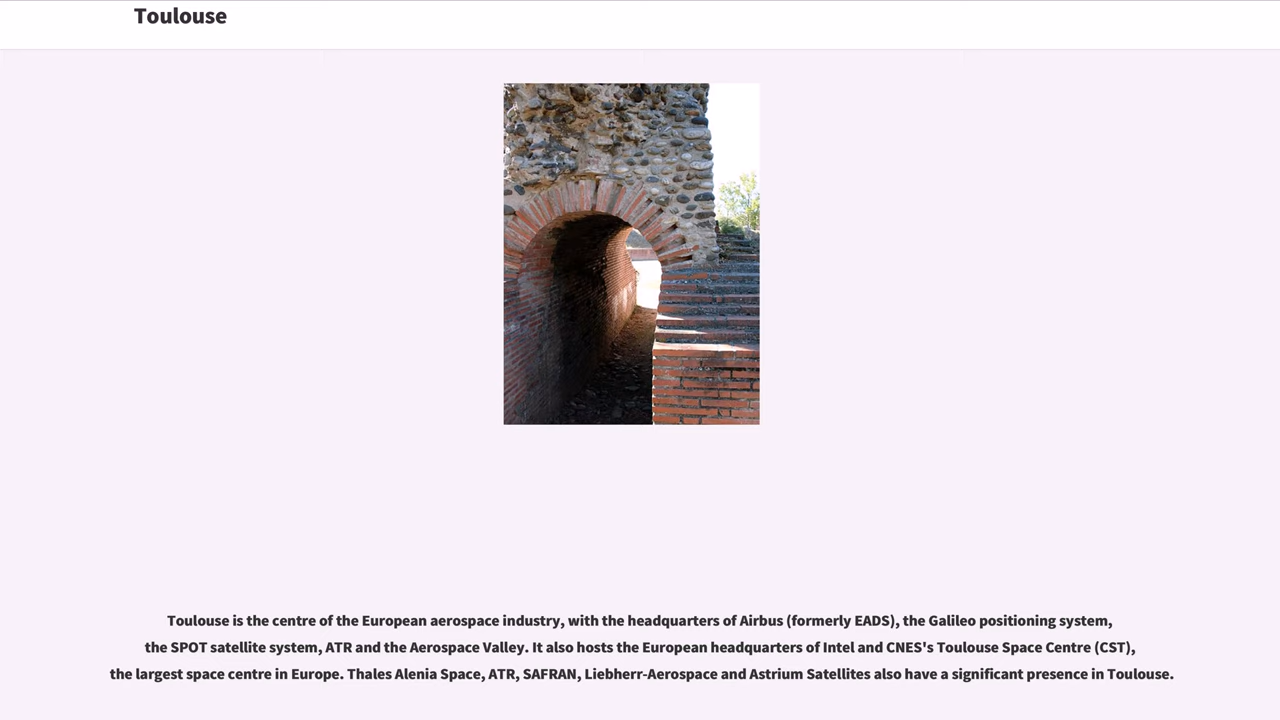 Toulouse
Toulouse is the centre of the European aerospace industry, with the headquarters of Airbus (formerly EADS), the Galileo positioning system,
the SPOT satellite system, ATR and the Aerospace Valley. It also hosts the European headquarters of Intel and CNES's Toulouse Space Centre (CST),
the largest space centre in Europe. Thales Alenia Space, ATR, SAFRAN, Liebherr-Aerospace and Astrium Satellites also have a significant presence in Toulouse.